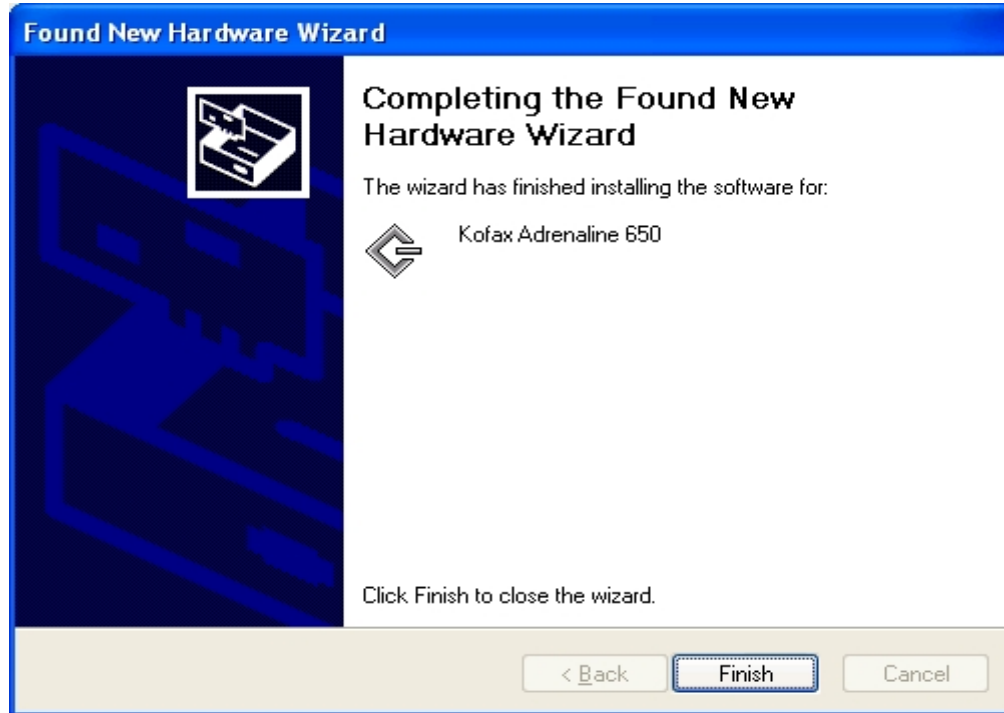 Found New Hardware Wizard
Completing the Found New
Hardware Wizard
The wizard has finished installing the software for:
Kofax Adrenaline 650
Click Finish to close the wizard.
< Back
Finish
Cancel